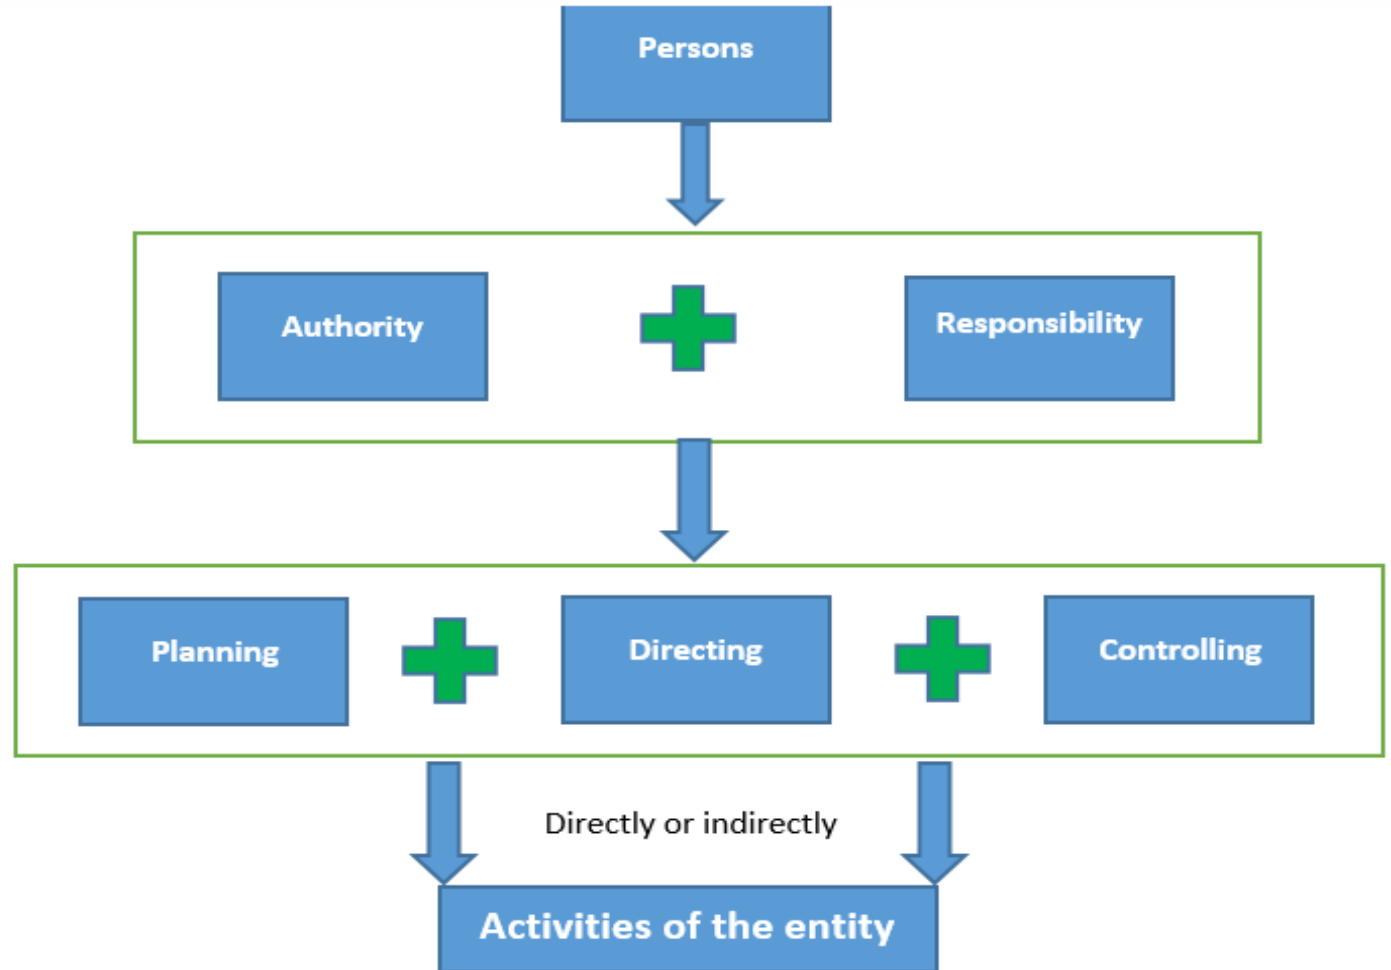 Persons
Authority
Responsibility
Planning
Directing
Controlling
Directly or indirectly
Activities of the entity